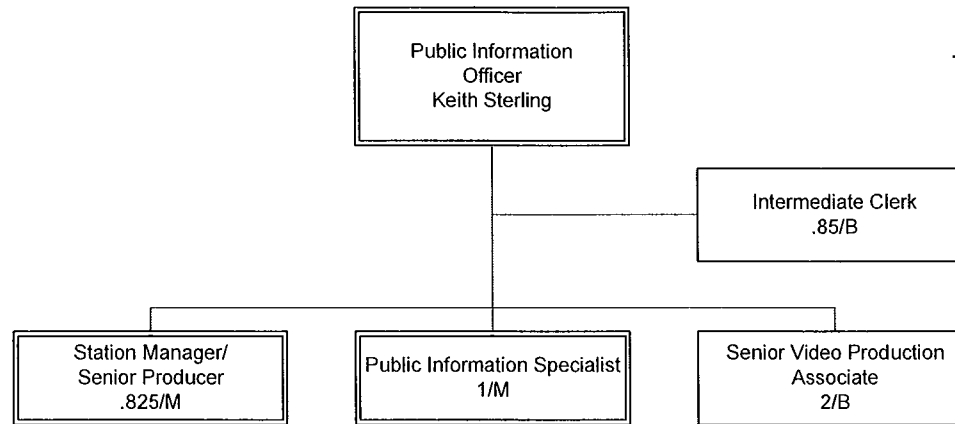 Public Information
Officer
Keith Sterling
Intermediate Clerk
.85/B
Station Manager/
Senior Producer
.825/M
Public Information Specialist
1/M
Senior Video Production
Associate
2/B